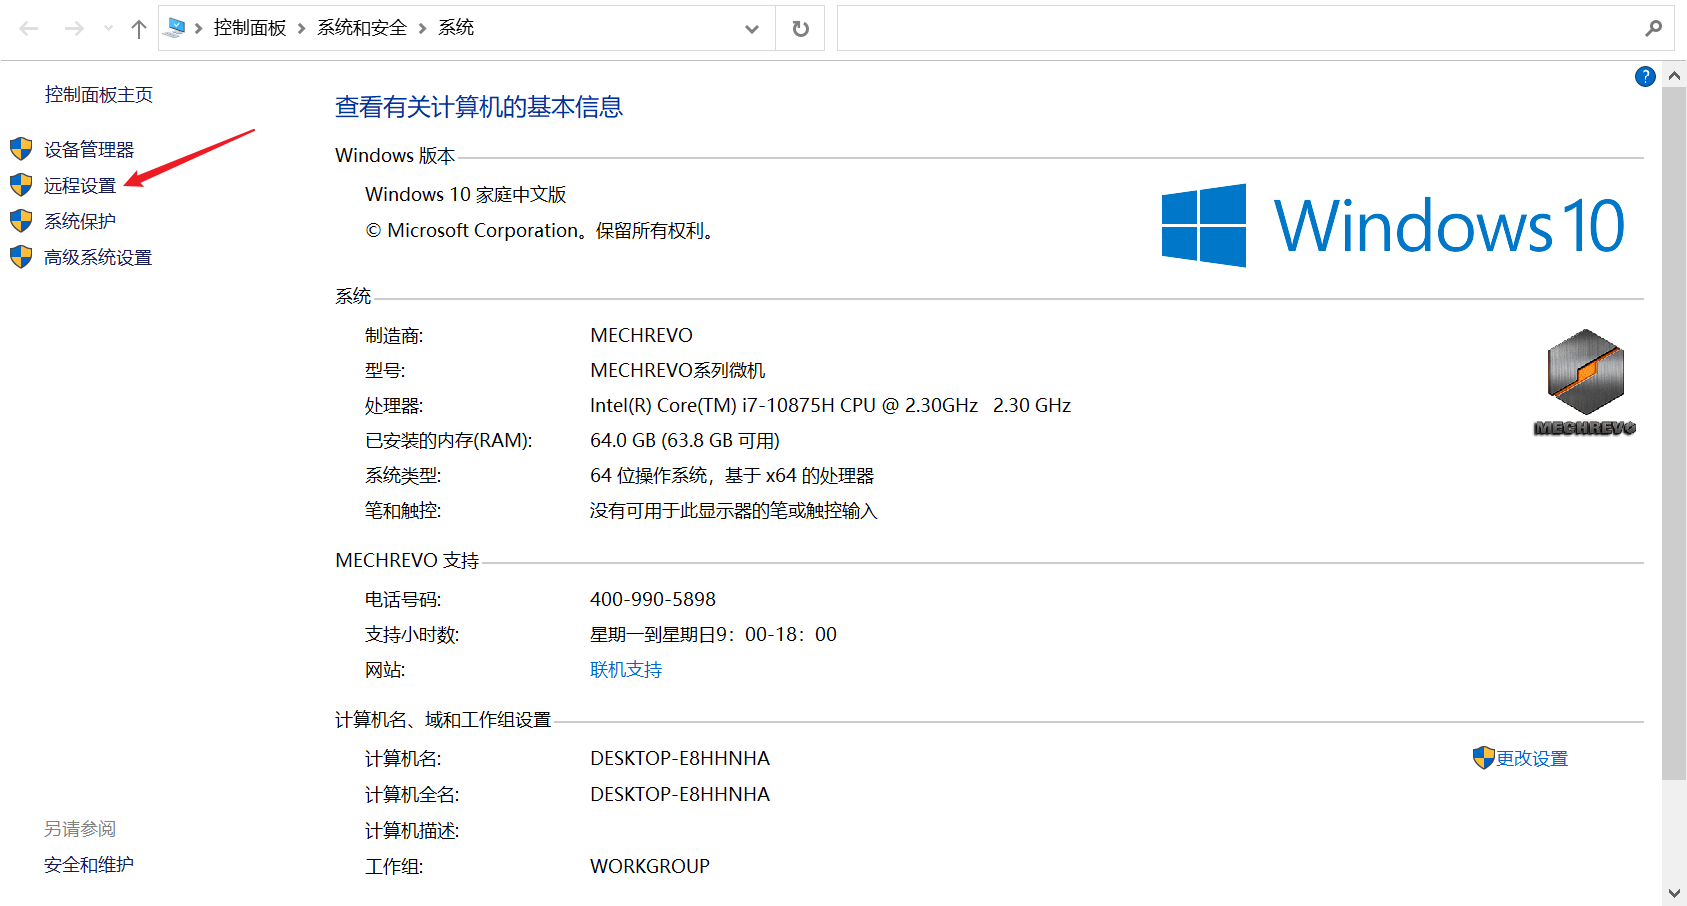 控制面板 系统和安全 系统
控制面板主页
设备管理器
远程设置
系统保护
高级系统设置
另请参阅
安全和维护
?
查看有关计算机的基本信息
Windows 版本
Windows 10 家庭中文版
© Microsoft Corporation。保留所有权利。
Windows 10
系统
制造商: MECHREVO
型号: MECHREVO系列微机
处理器: Intel(R) Core(TM) i7-10875H CPU @ 2.30GHz 2.30 GHz
已安装的内存(RAM): 64.0 GB (63.8 GB 可用)
系统类型: 64 位操作系统，基于 x64 的处理器
笔和触控: 没有可用于此显示器的笔或触控输入
MECHREVO
MECHREVO 支持
电话号码: 400-990-5898
支持小时数: 星期一到星期日9：00-18：00
网站: 联机支持
计算机名、域和工作组设置
计算机名: DESKTOP-E8HHNHA 更改设置
计算机全名: DESKTOP-E8HHNHA
计算机描述:
工作组: WORKGROUP